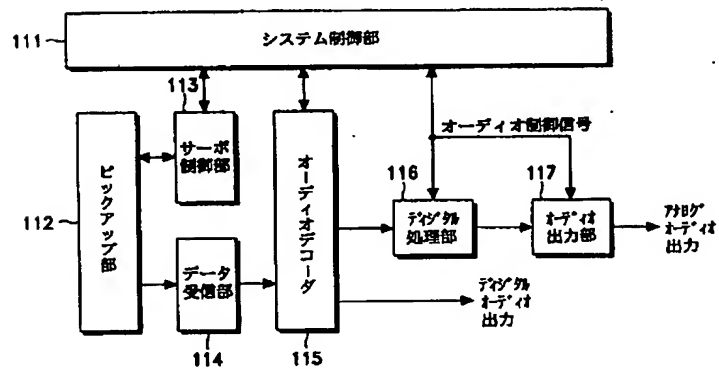 111
システム制御部
113
サーボ
制御部
オーディオ制御信号
112
ピックアップ部
オーディオデコーダ
116
ディジタル
処理部
117
オーディオ
出力部
アナログ
オーディオ
出力
データ
受信部
114
115
ディジタル
オーディオ
出力